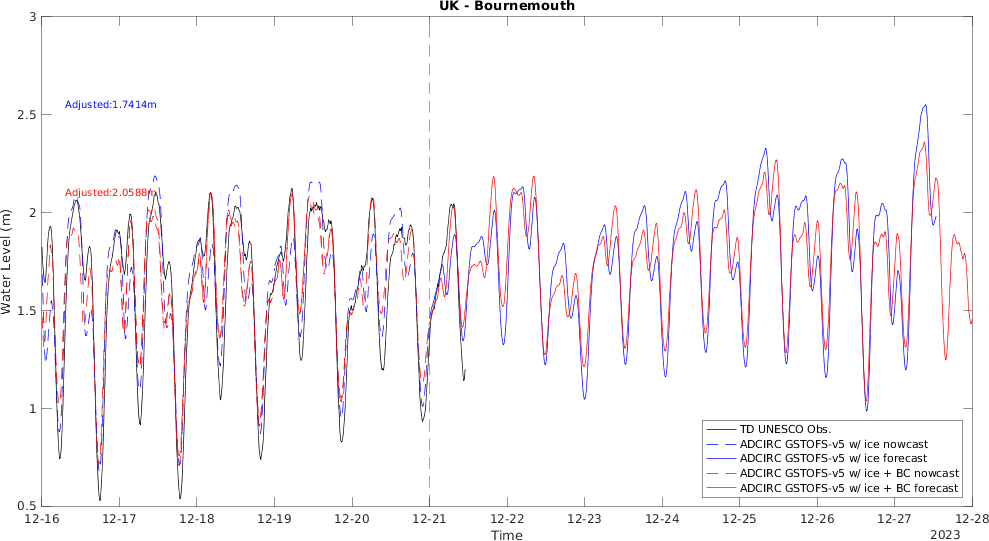 UK - Bournemouth
3
2.5
2
1.5
1
0.5
Water Level (m)
Adjusted:1.7414m
Adjusted:2.0588m
TD UNESCO Obs.
ADCIRC GSTOFS-v5 w/ ice nowcast
ADCIRC GSTOFS-v5 w/ ice forecast
ADCIRC GSTOFS-v5 w/ ice + BC nowcast
ADCIRC GSTOFS-v5 w/ ice + BC forecast
12-16 12-17 12-18 12-19 12-20 12-21 12-22 12-23 12-24 12-25 12-26 12-27 12-28
Time
2023